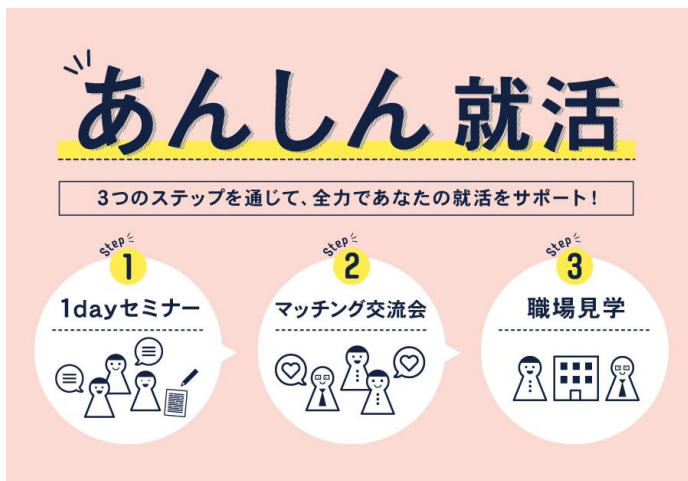 あんしん就活
3つのステップを通じて、全力であなたの就活をサポート!
Step
1
1dayセミナー
Step
2
マッチング交流会
Step
3
職場見学